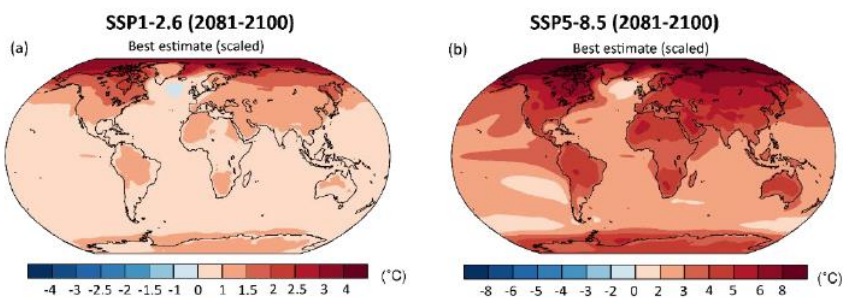 SSP1-2.6 (2081-2100)
(a)
Best estimate (scaled)
-4 -3 -2.5 -2 -1.5 -1 0 1 1.5 2 2.5 3 4 (°C)
SSP5-8.5 (2081-2100)
(b)
Best estimate (scaled)
-8 -6 -5 -4 -3 -2 0 2 3 4 5 6 8 (°C)